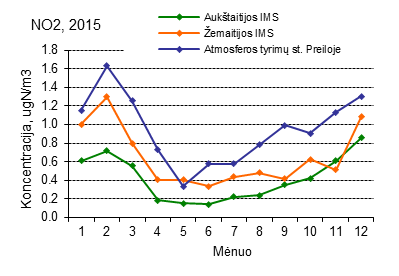 NO2, 2015
Aukštaitijos IMS
Žemaitijos IMS
Atmosferos tyrimų st. Preiloje
Koncentracija, ugN/m3
1.8
1.6
1.4
1.2
1.0
0.8
0.6
0.4
0.2
0.0
1 2 3 4 5 6 7 8 9 10 11 12
Mėnuo